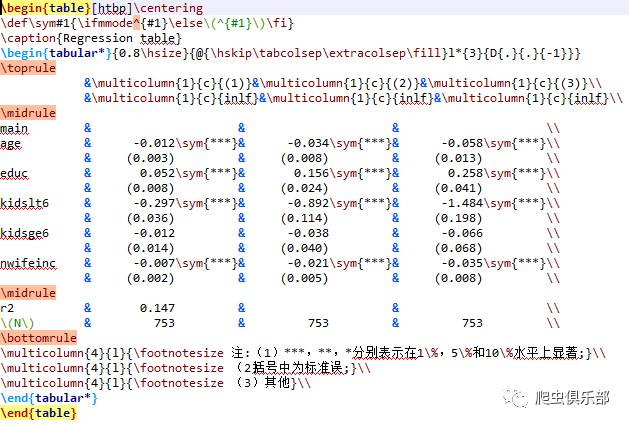 \begin{table}[htbp]\centering
\def\sym#1{\ifmmode^{#1}\else\(^{#1}\)\fi}
\caption{Regression table}
\begin{tabular*}{0.8\hsize}{@{\hskip\tabcolsep\extracolsep\fill}l*{3}{D{.}{.}{-1}}}
\toprule
&\multicolumn{1}{c}{(1)}&\multicolumn{1}{c}{(2)}&\multicolumn{1}{c}{(3)}\\
&\multicolumn{1}{c}{inlf}&\multicolumn{1}{c}{inlf}&\multicolumn{1}{c}{inlf}\\
\midrule
main & & & \\
age & -0.012\sym{***}& -0.034\sym{***}& -0.058\sym{***}\\
& (0.003) & (0.008) & (0.013) \\
educ & 0.052\sym{***}& 0.156\sym{***}& 0.258\sym{***}\\
& (0.008) & (0.024) & (0.041) \\
kidslt6 & -0.297\sym{***}& -0.892\sym{***}& -1.484\sym{***}\\
& (0.036) & (0.114) & (0.198) \\
kidsge6 & -0.012 & -0.038 & -0.066 \\
& (0.014) & (0.040) & (0.068) \\
nwifeinc & -0.007\sym{***}& -0.021\sym{***}& -0.035\sym{***}\\
& (0.002) & (0.005) & (0.008) \\
\midrule
r2 & 0.147 & & \\
\(N\) & 753 & 753 & 753 \\
\bottomrule
\multicolumn{4}{l}{\footnotesize 注:(1)***，**，*分别表示在1\%，5\%和10\%水平上显著;}\\
\multicolumn{4}{l}{\footnotesize （2括号中为标准误;}\\
\multicolumn{4}{l}{\footnotesize （3）其他}\\
\end{tabular*}
\end{table}
爬虫俱乐部